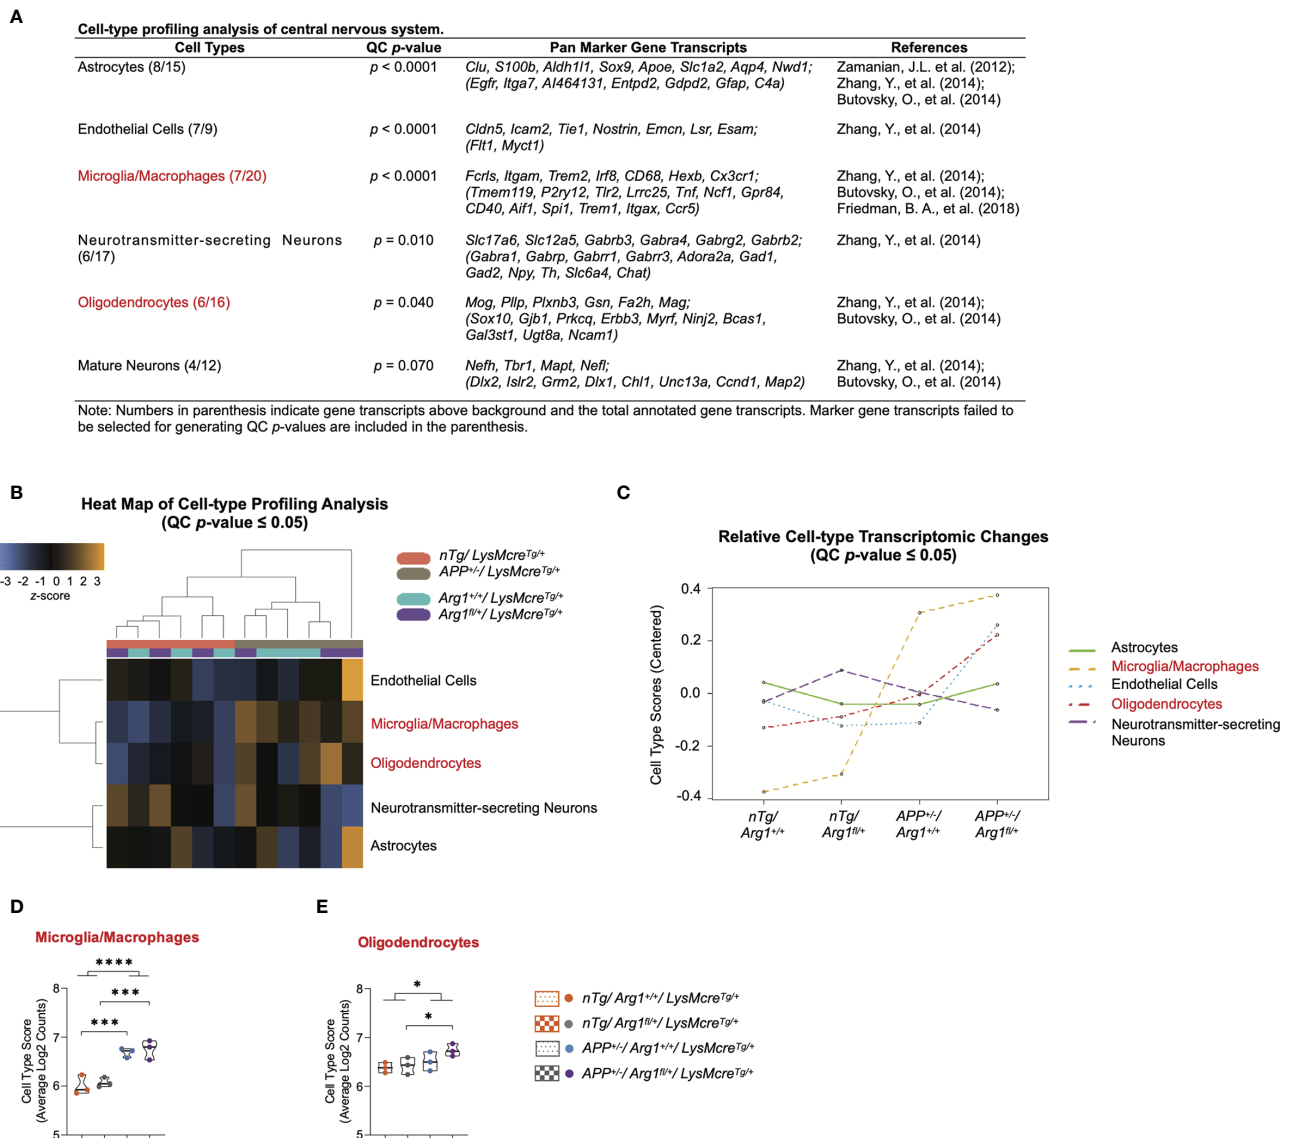 A
Cell-type profiling analysis of central nervous system.
Cell Types QC p-value Pan Marker Gene Transcripts References
Astrocytes (8/15) p < 0.0001 Clu, S100b, Aldh1l1, Sox9, Apoe, Slc1a2, Aqp4, Nwd1; Zamanian, J.L. et al. (2012);
(Egfr, Itga7, AI464131, Entpd2, Gdpd2, Gfap, C4a) Zhang, Y., et al. (2014);
Butovsky, O., et al. (2014)
Endothelial Cells (7/9) p < 0.0001 Cldn5, Icam2, Tie1, Nostrin, Emcn, Lsr, Esam; Zhang, Y., et al. (2014)
(Flt1, Myct1)
Microglia/Macrophages (7/20) p < 0.0001 Fcrls, Itgam, Trem2, Irf8, CD68, Hexb, Cx3cr1; Zhang, Y., et al. (2014);
(Tmem119, P2ry12, Tlr2, Lrrc25, Tnf, Ncf1, Gpr84, Butovsky, O., et al. (2014);
CD40, Aif1, Spi1, Trem1, Itgax, Ccr5) Friedman, B. A., et al. (2018)
Neurotransmitter-secreting Neurons p = 0.010 Slc17a6, Slc12a5, Gabrb3, Gabra4, Gabrg2, Gabrb2; Zhang, Y., et al. (2014)
(6/17) (Gabra1, Gabrp, Gabrr1, Gabrr3, Adora2a, Gad1,
Gad2, Npy, Th, Slc6a4, Chat)
Oligodendrocytes (6/16) p = 0.040 Mog, Pllp, Plxnb3, Gsn, Fa2h, Mag; Zhang, Y., et al. (2014);
(Sox10, Gjb1, Prkcq, Erbb3, Myrf, Ninj2, Bcas1, Butovsky, O., et al. (2014)
Gal3st1, Ugt8a, Ncam1)
Mature Neurons (4/12) p = 0.070 Nefh, Tbr1, Mapt, Nefl; Zhang, Y., et al. (2014);
(Dlx2, Islr2, Grm2, Dlx1, Chl1, Unc13a, Ccnd1, Map2) Butovsky, O., et al. (2014)
Note: Numbers in parenthesis indicate gene transcripts above background and the total annotated gene transcripts. Marker gene transcripts failed to
be selected for generating QC p-values are included in the parenthesis.
B
Heat Map of Cell-type Profiling Analysis
(QC p-value ≤ 0.05)
-3 -2 -1 0 1 2 3
z-score
nTg/ LysMcreTg/+
APP+/-/ LysMcreTg/+
Arg1+/+/ LysMcreTg/+
Arg1fl/+/ LysMcreTg/+
Endothelial Cells
Microglia/Macrophages
Oligodendrocytes
Neurotransmitter-secreting Neurons
Astrocytes
C
Relative Cell-type Transcriptomic Changes
(QC p-value ≤ 0.05)
Cell Type Scores (Centered)
0.4
0.2
0.0
-0.2
-0.4
nTg/ nTg/ APP+/-/ APP+/-/
Arg1+/+ Arg1fl/+ Arg1+/+ Arg1fl/+
Astrocytes
Microglia/Macrophages
Endothelial Cells
Oligodendrocytes
Neurotransmitter-secreting
Neurons
D
Microglia/Macrophages
Cell Type Score
(Average Log2 Counts)
8
7
6
5
****
***
***
E
Oligodendrocytes
Cell Type Score
(Average Log2 Counts)
8
7
6
5
*
*
nTg/ Arg1+/+/ LysMcreTg/+
nTg/ Arg1fl/+/ LysMcreTg/+
APP+/-/ Arg1+/+/ LysMcreTg/+
APP+/-/ Arg1fl/+/ LysMcreTg/+